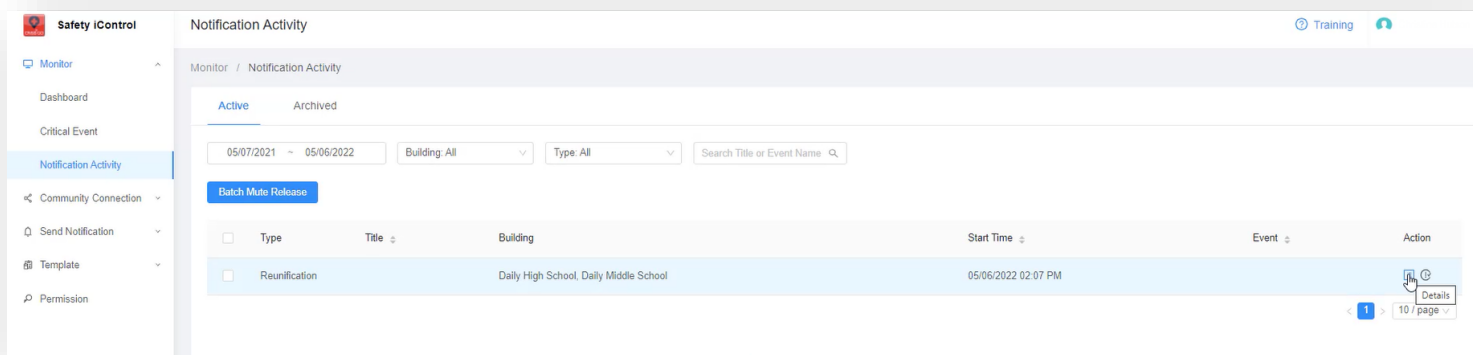 Safety iControl
Notification Activity
Training
Monitor
Monitor / Notification Activity
Dashboard
Active Archived
Critical Event
05/07/2021 ~ 05/06/2022 Building: All Type: All Search Title or Event Name
Notification Activity
Batch Mute Release
Community Connection
Send Notification
Type Title Building Start Time Event Action
Template
Reunification Daily High School, Daily Middle School 05/06/2022 02:07 PM
Permission
Details
< 1 > 10 / page